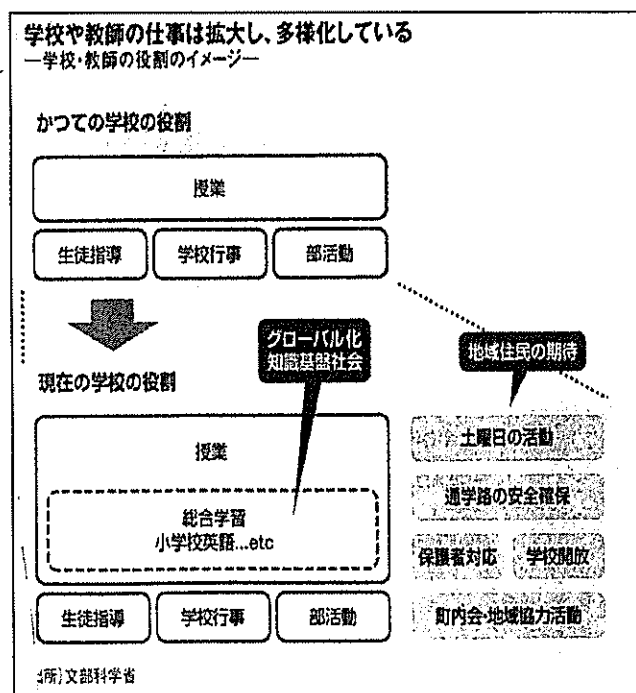 学校や教師の仕事は拡大し、多様化している
―学校・教師の役割のイメージ―
かつての学校の役割
授業
生徒指導
学校行事
部活動
グローバル化
知識基盤社会
地域住民の期待
現在の学校の役割
授業
総合学習
小学校英語...etc
生徒指導
学校行事
部活動
土曜日の活動
通学路の安全確保
保護者対応
学校開放
町内会・地域協力活動
出所)文部科学省